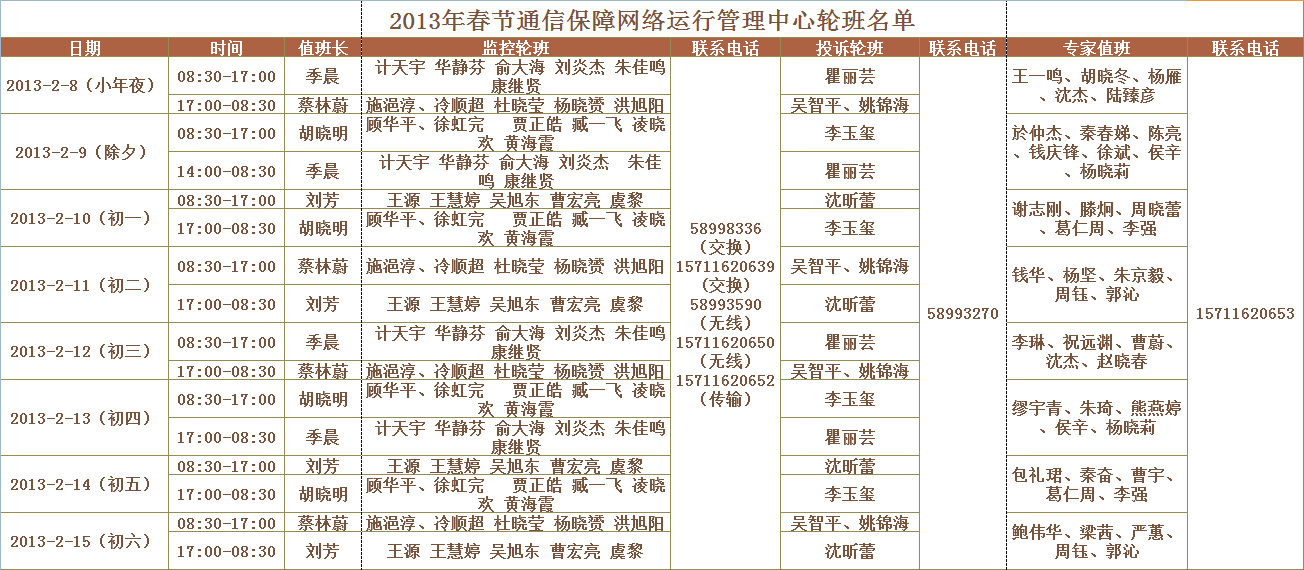 2013年春节通信保障网络运行管理中心轮班名单
日期 时间 值班长 监控轮班 联系电话 投诉轮班 联系电话 专家值班 联系电话
2013-2-8（小年夜）
08:30-17:00 季晨
计天宇 华静芬 俞大海 刘炎杰 朱佳鸣
康继贤
瞿丽芸
17:00-08:30 蔡林蔚 施浥淳、冷顺超 杜晓莹 杨晓赟 洪旭阳 吴智平、姚锦海
王一鸣、胡晓冬、杨雁
、沈杰、陆臻彦
2013-2-9（除夕）
08:30-17:00 胡晓明
顾华平、徐虹完 贾正皓 臧一飞 凌晓
欢 黄海霞
李玉玺
14:00-08:30 季晨
计天宇 华静芬 俞大海 刘炎杰 朱佳
鸣 康继贤
瞿丽芸
於仲杰、秦春娣、陈亮
、钱庆锋、徐斌、侯辛
、杨晓莉
2013-2-10（初一）
08:30-17:00 刘芳 王源 王慧婷 吴旭东 曹宏亮 虞黎 沈昕蕾
17:00-08:30 胡晓明
顾华平、徐虹完 贾正皓 臧一飞 凌晓
欢 黄海霞
李玉玺
谢志刚、滕炯、周晓蕾
、葛仁周、李强
2013-2-11（初二）
08:30-17:00 蔡林蔚 施浥淳、冷顺超 杜晓莹 杨晓赟 洪旭阳 吴智平、姚锦海
17:00-08:30 刘芳 王源 王慧婷 吴旭东 曹宏亮 虞黎 沈昕蕾
钱华、杨坚、朱京毅、
周钰、郭沁
58998336
（交换）
15711620639
（交换）
58993590
（无线）
15711620650
（无线）
15711620652
（传输）
58993270
15711620653
2013-2-12（初三）
08:30-17:00 季晨
计天宇 华静芬 俞大海 刘炎杰 朱佳鸣
康继贤
瞿丽芸
17:00-08:30 蔡林蔚 施浥淳、冷顺超 杜晓莹 杨晓赟 洪旭阳 吴智平、姚锦海
李琳、祝远渊、曹蔚、
沈杰、赵晓春
2013-2-13（初四）
08:30-17:00 胡晓明
顾华平、徐虹完 贾正皓 臧一飞 凌晓
欢 黄海霞
李玉玺
17:00-08:30 季晨
计天宇 华静芬 俞大海 刘炎杰 朱佳鸣
康继贤
瞿丽芸
缪宇青、朱琦、熊燕婷
、侯辛、杨晓莉
2013-2-14（初五）
08:30-17:00 刘芳 王源 王慧婷 吴旭东 曹宏亮 虞黎 沈昕蕾
17:00-08:30 胡晓明
顾华平、徐虹完 贾正皓 臧一飞 凌晓
欢 黄海霞
李玉玺
包礼珺、秦奋、曹宇、
葛仁周、李强
2013-2-15（初六）
08:30-17:00 蔡林蔚 施浥淳、冷顺超 杜晓莹 杨晓赟 洪旭阳 吴智平、姚锦海
17:00-08:30 刘芳 王源 王慧婷 吴旭东 曹宏亮 虞黎 沈昕蕾
鲍伟华、梁茜、严蕙、
周钰、郭沁